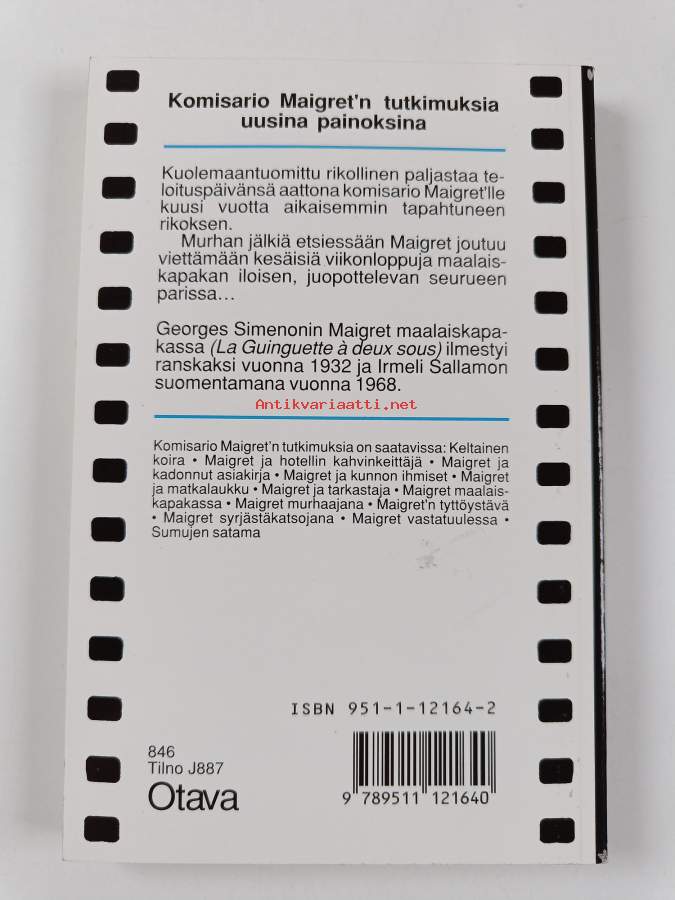 Komisario Maigret'n tutkimuksia
uusina painoksina
Kuolemaantuomittu rikollinen paljastaa te-
loituspäivänsä aattona komisario Maigret'lle
kuusi vuotta aikaisemmin tapahtuneen
rikoksen.
Murhan jälkiä etsiessään Maigret joutuu
viettämään kesäisiä viikonloppuja maalais-
kapakan iloisen, juopottelevan seurueen
parissa...
Georges Simenonin Maigret maalaiskapa-
kassa (La Guinguette à deux sous) ilmestyi
ranskaksi vuonna 1932 ja Irmeli Sallamon
suomentamana vuonna 1968.
Antikvariaatti.net
Komisario Maigret'n tutkimuksia on saatavissa: Keltainen
koira • Maigret ja hotellin kahvinkeittäjä • Maigret ja
kadonnut asiakirja • Maigret ja kunnon ihmiset • Maigret
ja matkalaukku • Maigret ja tarkastaja • Maigret maalais-
kapakassa • Maigret murhaajana • Maigret'n tyttöystävä
• Maigret syrjästäkatsojana • Maigret vastatuulessa •
Sumujen satama
ISBN 951-1-12164-2
846
Tilno J887
Otava
9 789511 121640